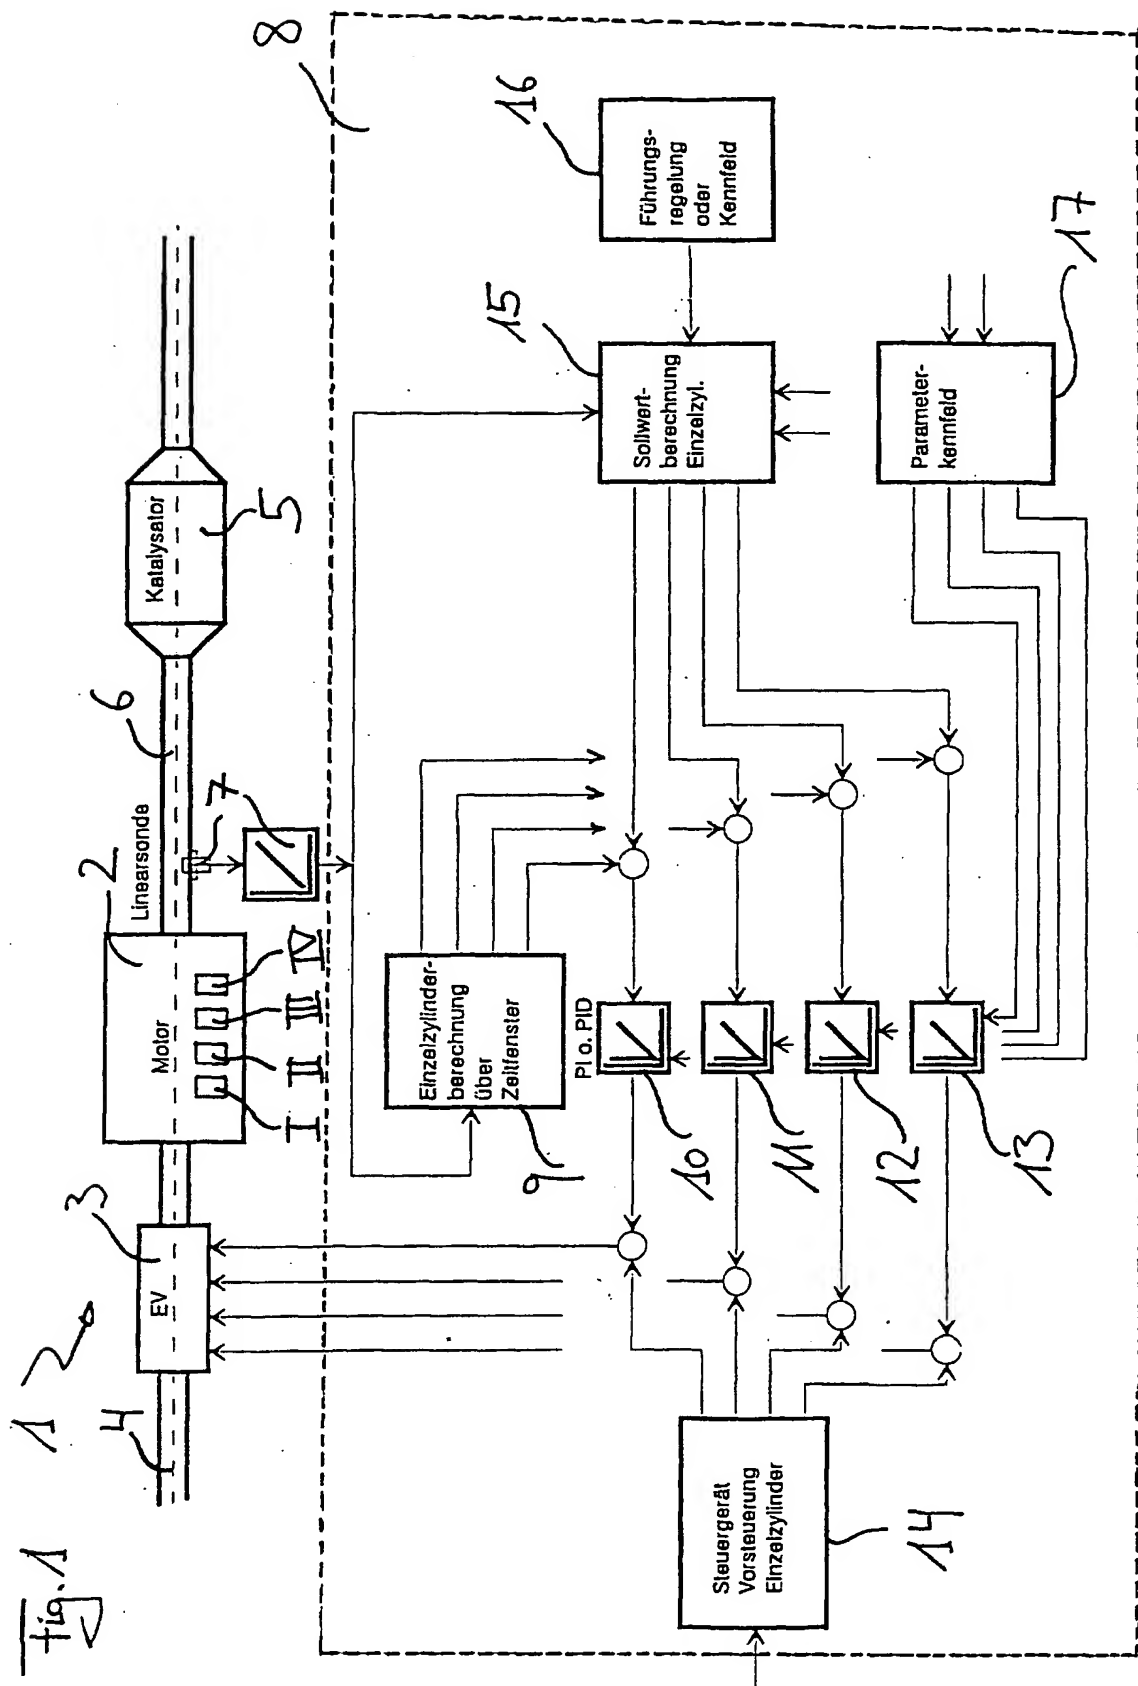 Fig. 1
1
4
3
EV
2
Motor
I
II
III
IV
Linearsonde
7
6
Katalysator
5
7
8
Einzelzylinder-
berechnung
über
Zeitfenster
9
PI o. PID
10
11
12
13
Steuergerät
Vorsteuerung
Einzelzylinder
14
Sollwert-
berechnung
Einzelzyl.
15
Führungs-
regelung
oder
Kennfeld
16
Parameter-
kennfeld
17